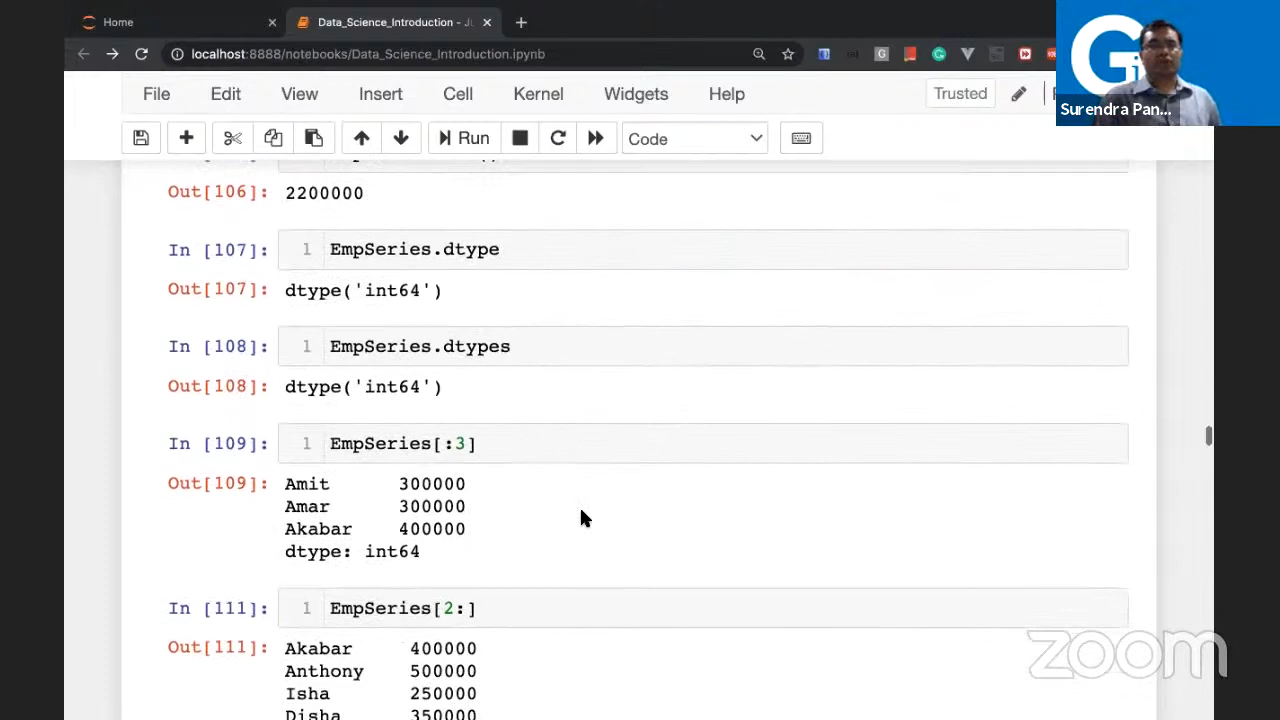 Home
Data_Science_Introduction - Ju
localhost:8888/notebooks/Data_Science_Introduction.ipynb
File Edit View Insert Cell Kernel Widgets Help Trusted
Surendra Pan...
Run Code
Out[106]: 2200000
In [107]: 1 EmpSeries.dtype
Out[107]: dtype('int64')
In [108]: 1 EmpSeries.dtypes
Out[108]: dtype('int64')
In [109]: 1 EmpSeries[:3]
Out[109]: Amit 300000
Amar 300000
Akabar 400000
dtype: int64
In [111]: 1 EmpSeries[2:]
Out[111]: Akabar 400000
Anthony 500000
Isha 250000
Disha 350000
zoom